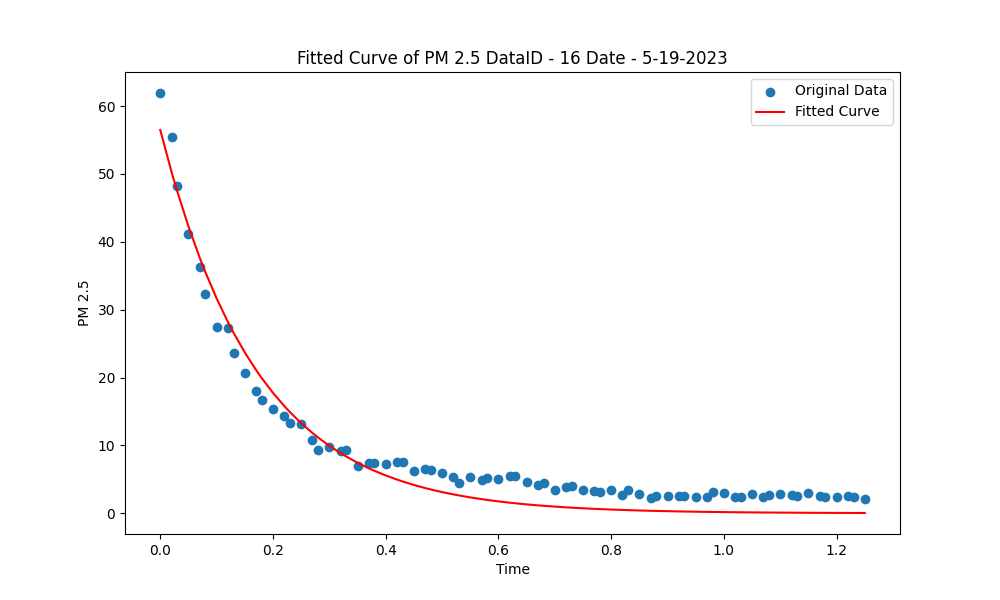 Fitted Curve of PM 2.5 DataID - 16 Date - 5-19-2023
Original Data
Fitted Curve
PM 2.5
60
50
40
30
20
10
0
0.0 0.2 0.4 0.6 0.8 1.0 1.2
Time